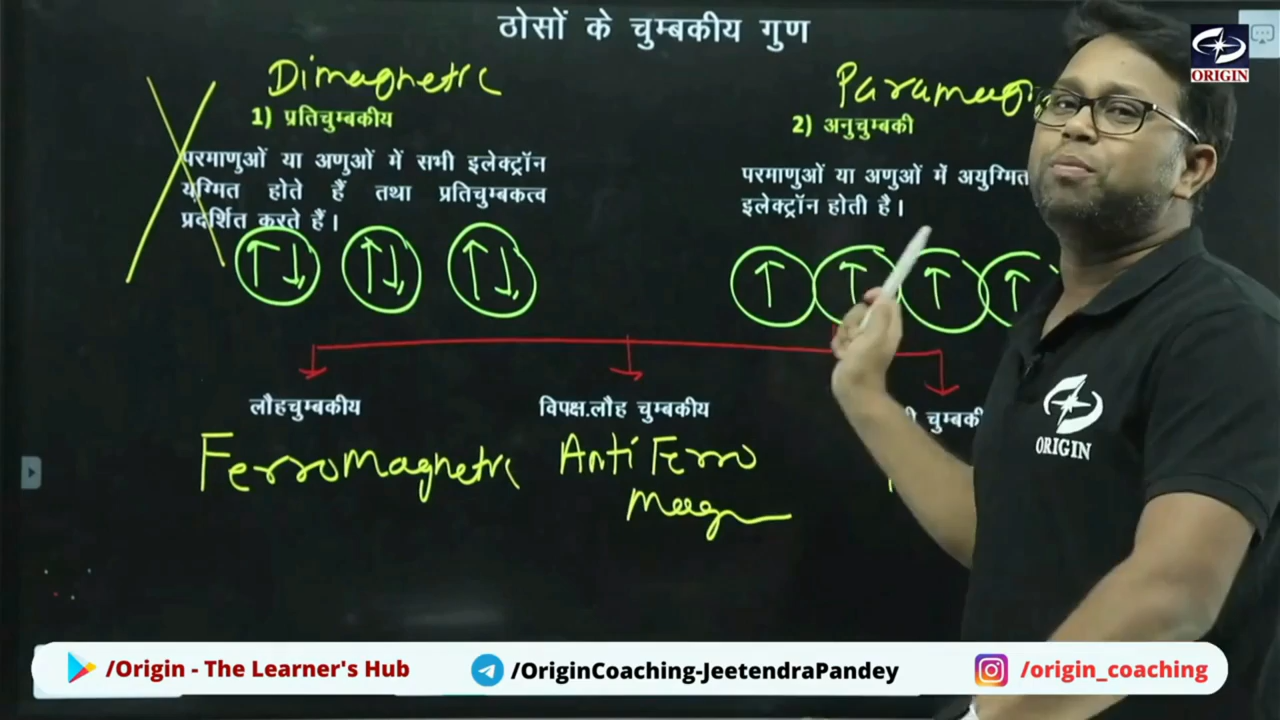 ठोसों के चुम्बकीय गुण
ORIGIN
Dimagnetic
1) प्रतिचुम्बकीय
परमाणुओं या अणुओं में सभी इलेक्ट्रॉन
युग्मित होते हैं तथा प्रतिचुम्बकत्व
प्रदर्शित करते हैं।
Paramag
2) अनुचुम्बकी
परमाणुओं या अणुओं में अयुग्मित
इलेक्ट्रॉन होती है।
लौहचुम्बकीय
विपक्ष.लौह चुम्बकीय
Ferromagnetic
Anti Ferro
ORIGIN
/Origin - The Learner's Hub
/OriginCoaching-JeetendraPandey
/origin_coaching